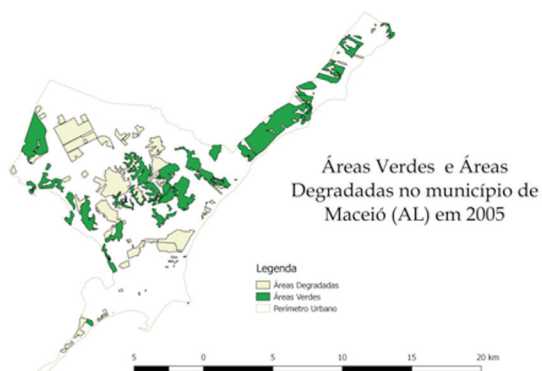 Áreas Verdes e Áreas
Degradadas no município de
Maceió (AL) em 2005
Legenda
Áreas Degradadas
Áreas Verdes
Perímetro Urbano
5 0 5 10 15 20 km